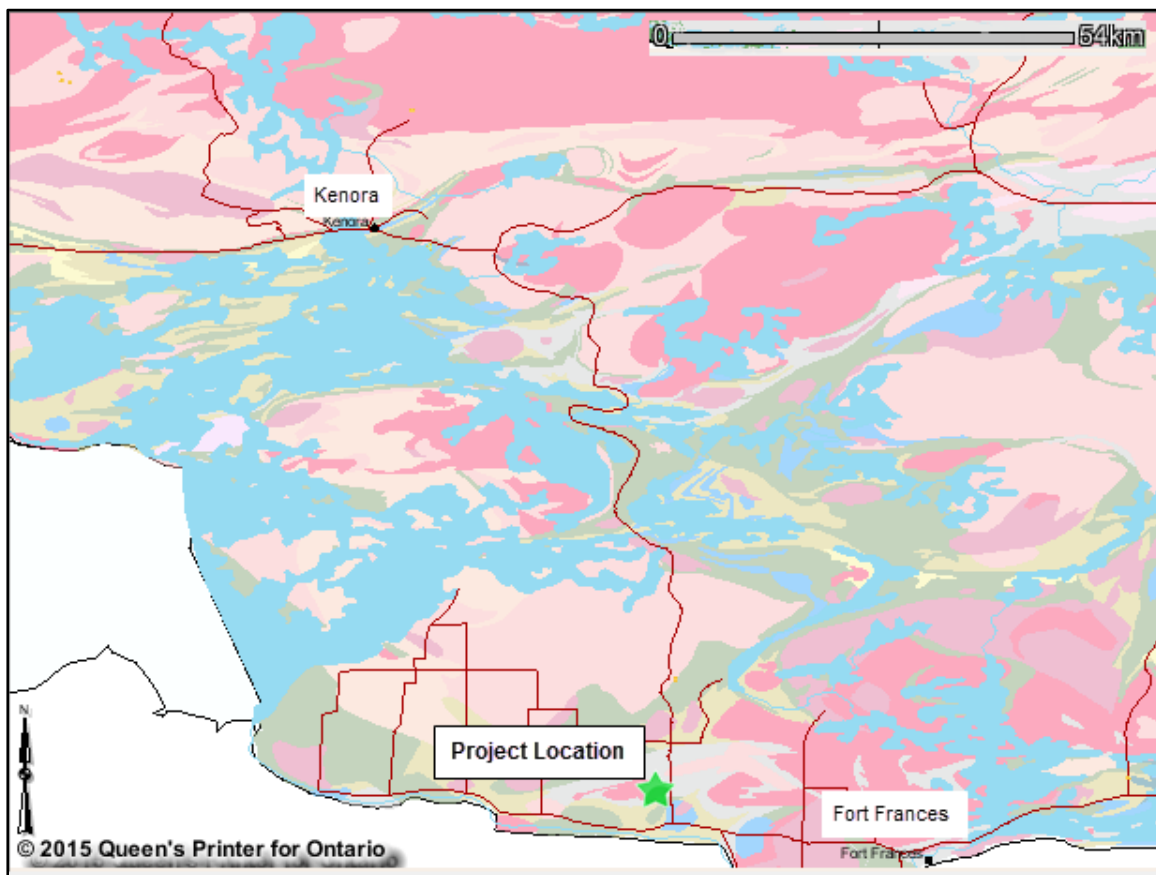 0
54km
Kenora
Kenora
Project Location
Fort Frances
Fort Frances
N
© 2015 Queen's Printer for Ontario